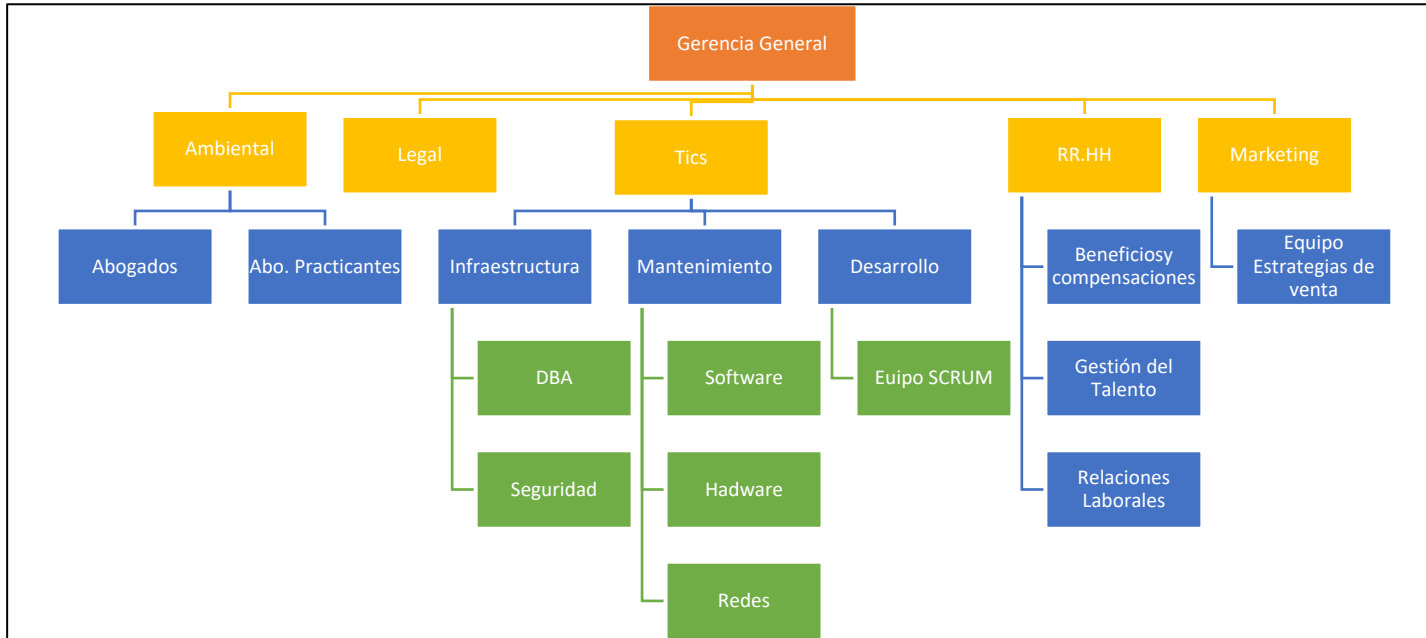 Gerencia General
Ambiental
Legal
Tics
RR.HH
Marketing
Abogados
Abo. Practicantes
Infraestructura
Mantenimiento
Desarrollo
Beneficiosy
compensaciones
Equipo
Estrategias de
venta
DBA
Software
Euipo SCRUM
Gestión del
Talento
Seguridad
Hadware
Relaciones
Laborales
Redes